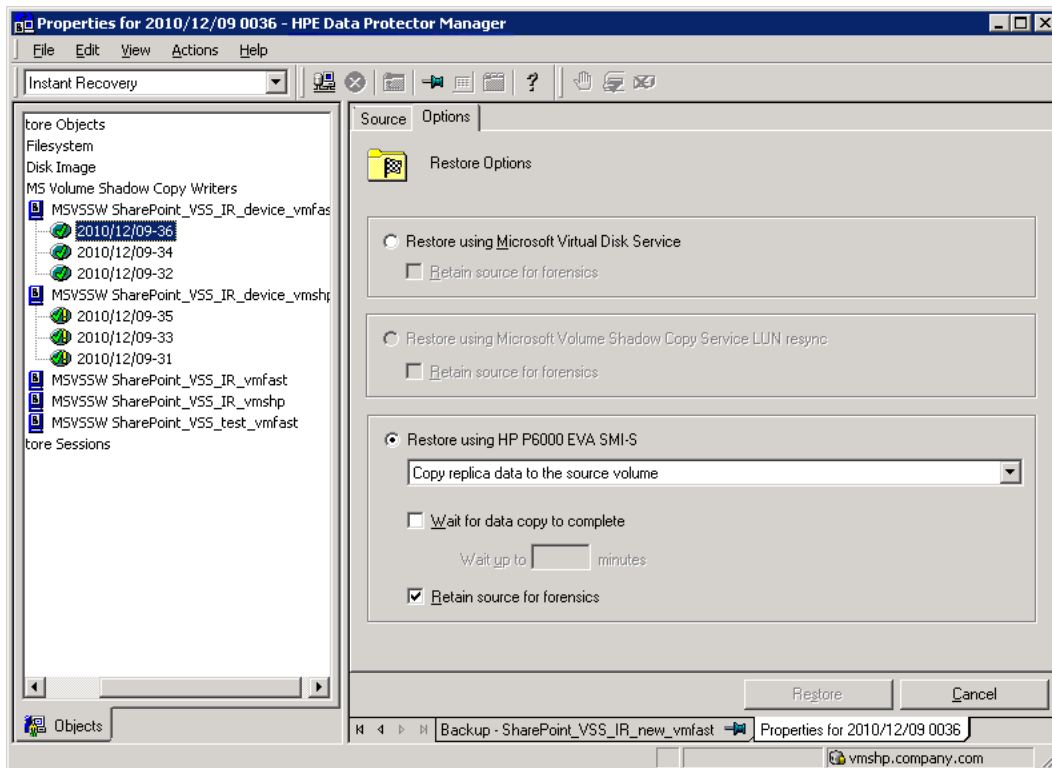 Properties for 2010/12/09 0036 - HPE Data Protector Manager
File Edit View Actions Help
Instant Recovery
tore Objects
Filesystem
Disk Image
MS Volume Shadow Copy Writers
MSVSSW SharePoint_VSS_IR_device_vmfas
2010/12/09-36
2010/12/09-34
2010/12/09-32
MSVSSW SharePoint_VSS_IR_device_vmshp
2010/12/09-35
2010/12/09-33
2010/12/09-31
MSVSSW SharePoint_VSS_IR_vmfast
MSVSSW SharePoint_VSS_IR_vmshp
MSVSSW SharePoint_VSS_test_vmfast
tore Sessions
Objects
Source Options
Restore Options
Restore using Microsoft Virtual Disk Service
Retain source for forensics
Restore using Microsoft Volume Shadow Copy Service LUN resync
Retain source for forensics
Restore using HP P6000 EVA SMI-S
Copy replica data to the source volume
Wait for data copy to complete
Wait up to minutes
Retain source for forensics
Restore Cancel
Backup - SharePoint_VSS_IR_new_vmfast Properties for 2010/12/09 0036
vmshp.company.com